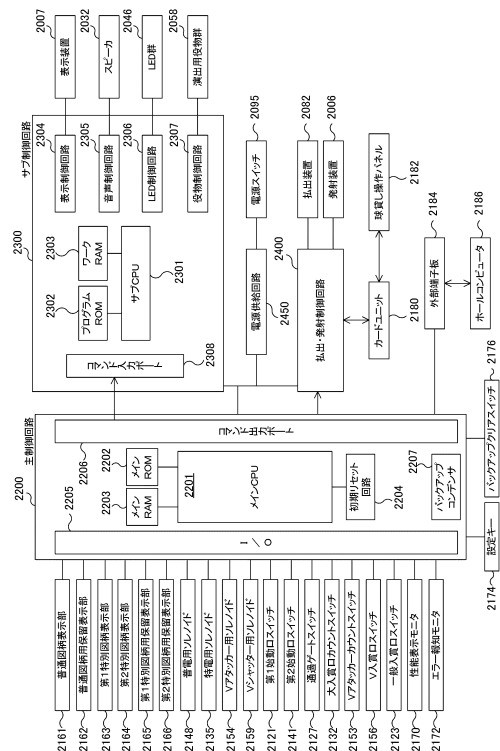 2200
主制御回路
2205
2206
I/O
コマンド出力ポート
2203
メイン
RAM
2202
メイン
ROM
2201
メインCPU
初期リセット
回路
2204
2207
バックアップ
コンデンサ
2161
普通図柄表示部
2162
普通図柄用保留表示部
2163
第1特別図柄表示部
2164
第2特別図柄表示部
2165
第1特別図柄用保留表示部
2166
第2特別図柄用保留表示部
2148
普電用ソレノイド
2135
特電用ソレノイド
2154
Vアタッカー用ソレノイド
2159
Vシャッター用ソレノイド
2121
第1始動口スイッチ
2141
第2始動口スイッチ
2127
通過ゲートスイッチ
2132
大入賞口カウントスイッチ
2153
Vアタッカーカウントスイッチ
2156
V入賞口スイッチ
2123
一般入賞口スイッチ
2170
性能表示モニタ
2172
エラー報知モニタ
2174
設定キー
2176
バックアップクリアスイッチ
2300
サブ制御回路
2308
コマンド入力ポート
2302
プログラム
ROM
2303
ワーク
RAM
2301
サブCPU
2304
表示制御回路
2305
音声制御回路
2306
LED制御回路
2307
役物制御回路
2007
表示装置
2032
スピーカ
2046
LED群
2058
演出用役物群
2450
電源供給回路
2095
電源スイッチ
2400
払出・発射制御回路
2082
払出装置
2006
発射装置
2180
カードユニット
2182
球貸し操作パネル
2184
外部端子板
2186
ホールコンピュータ